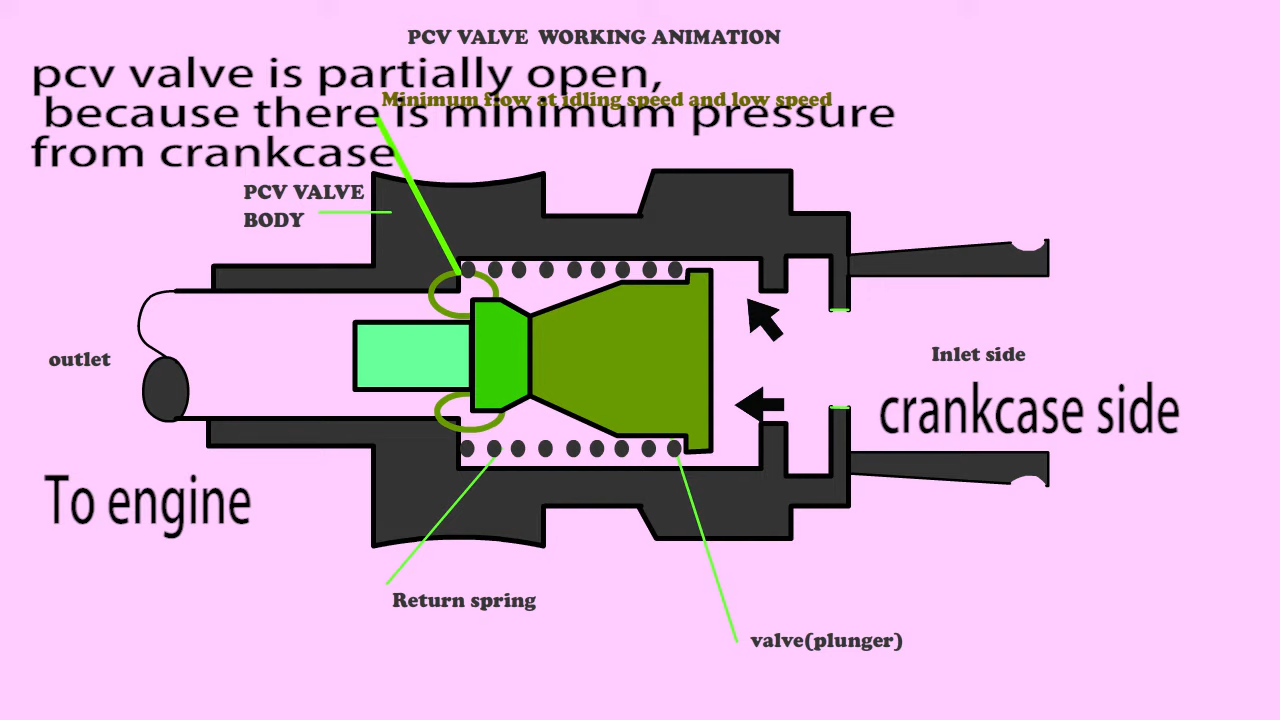 PCV VALVE WORKING ANIMATION
pcv valve is partially open,
Minimum flow at idling speed and low speed
because there is minimum pressure
from crankcase
PCV VALVE
BODY
outlet
Inlet side
crankcase side
To engine
Return spring
valve(plunger)